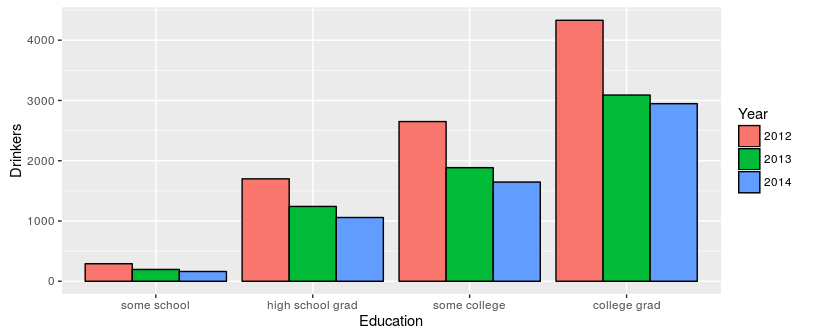 4000
3000
2000
1000
0
Drinkers
some school high school grad some college college grad
Education
Year
2012
2013
2014